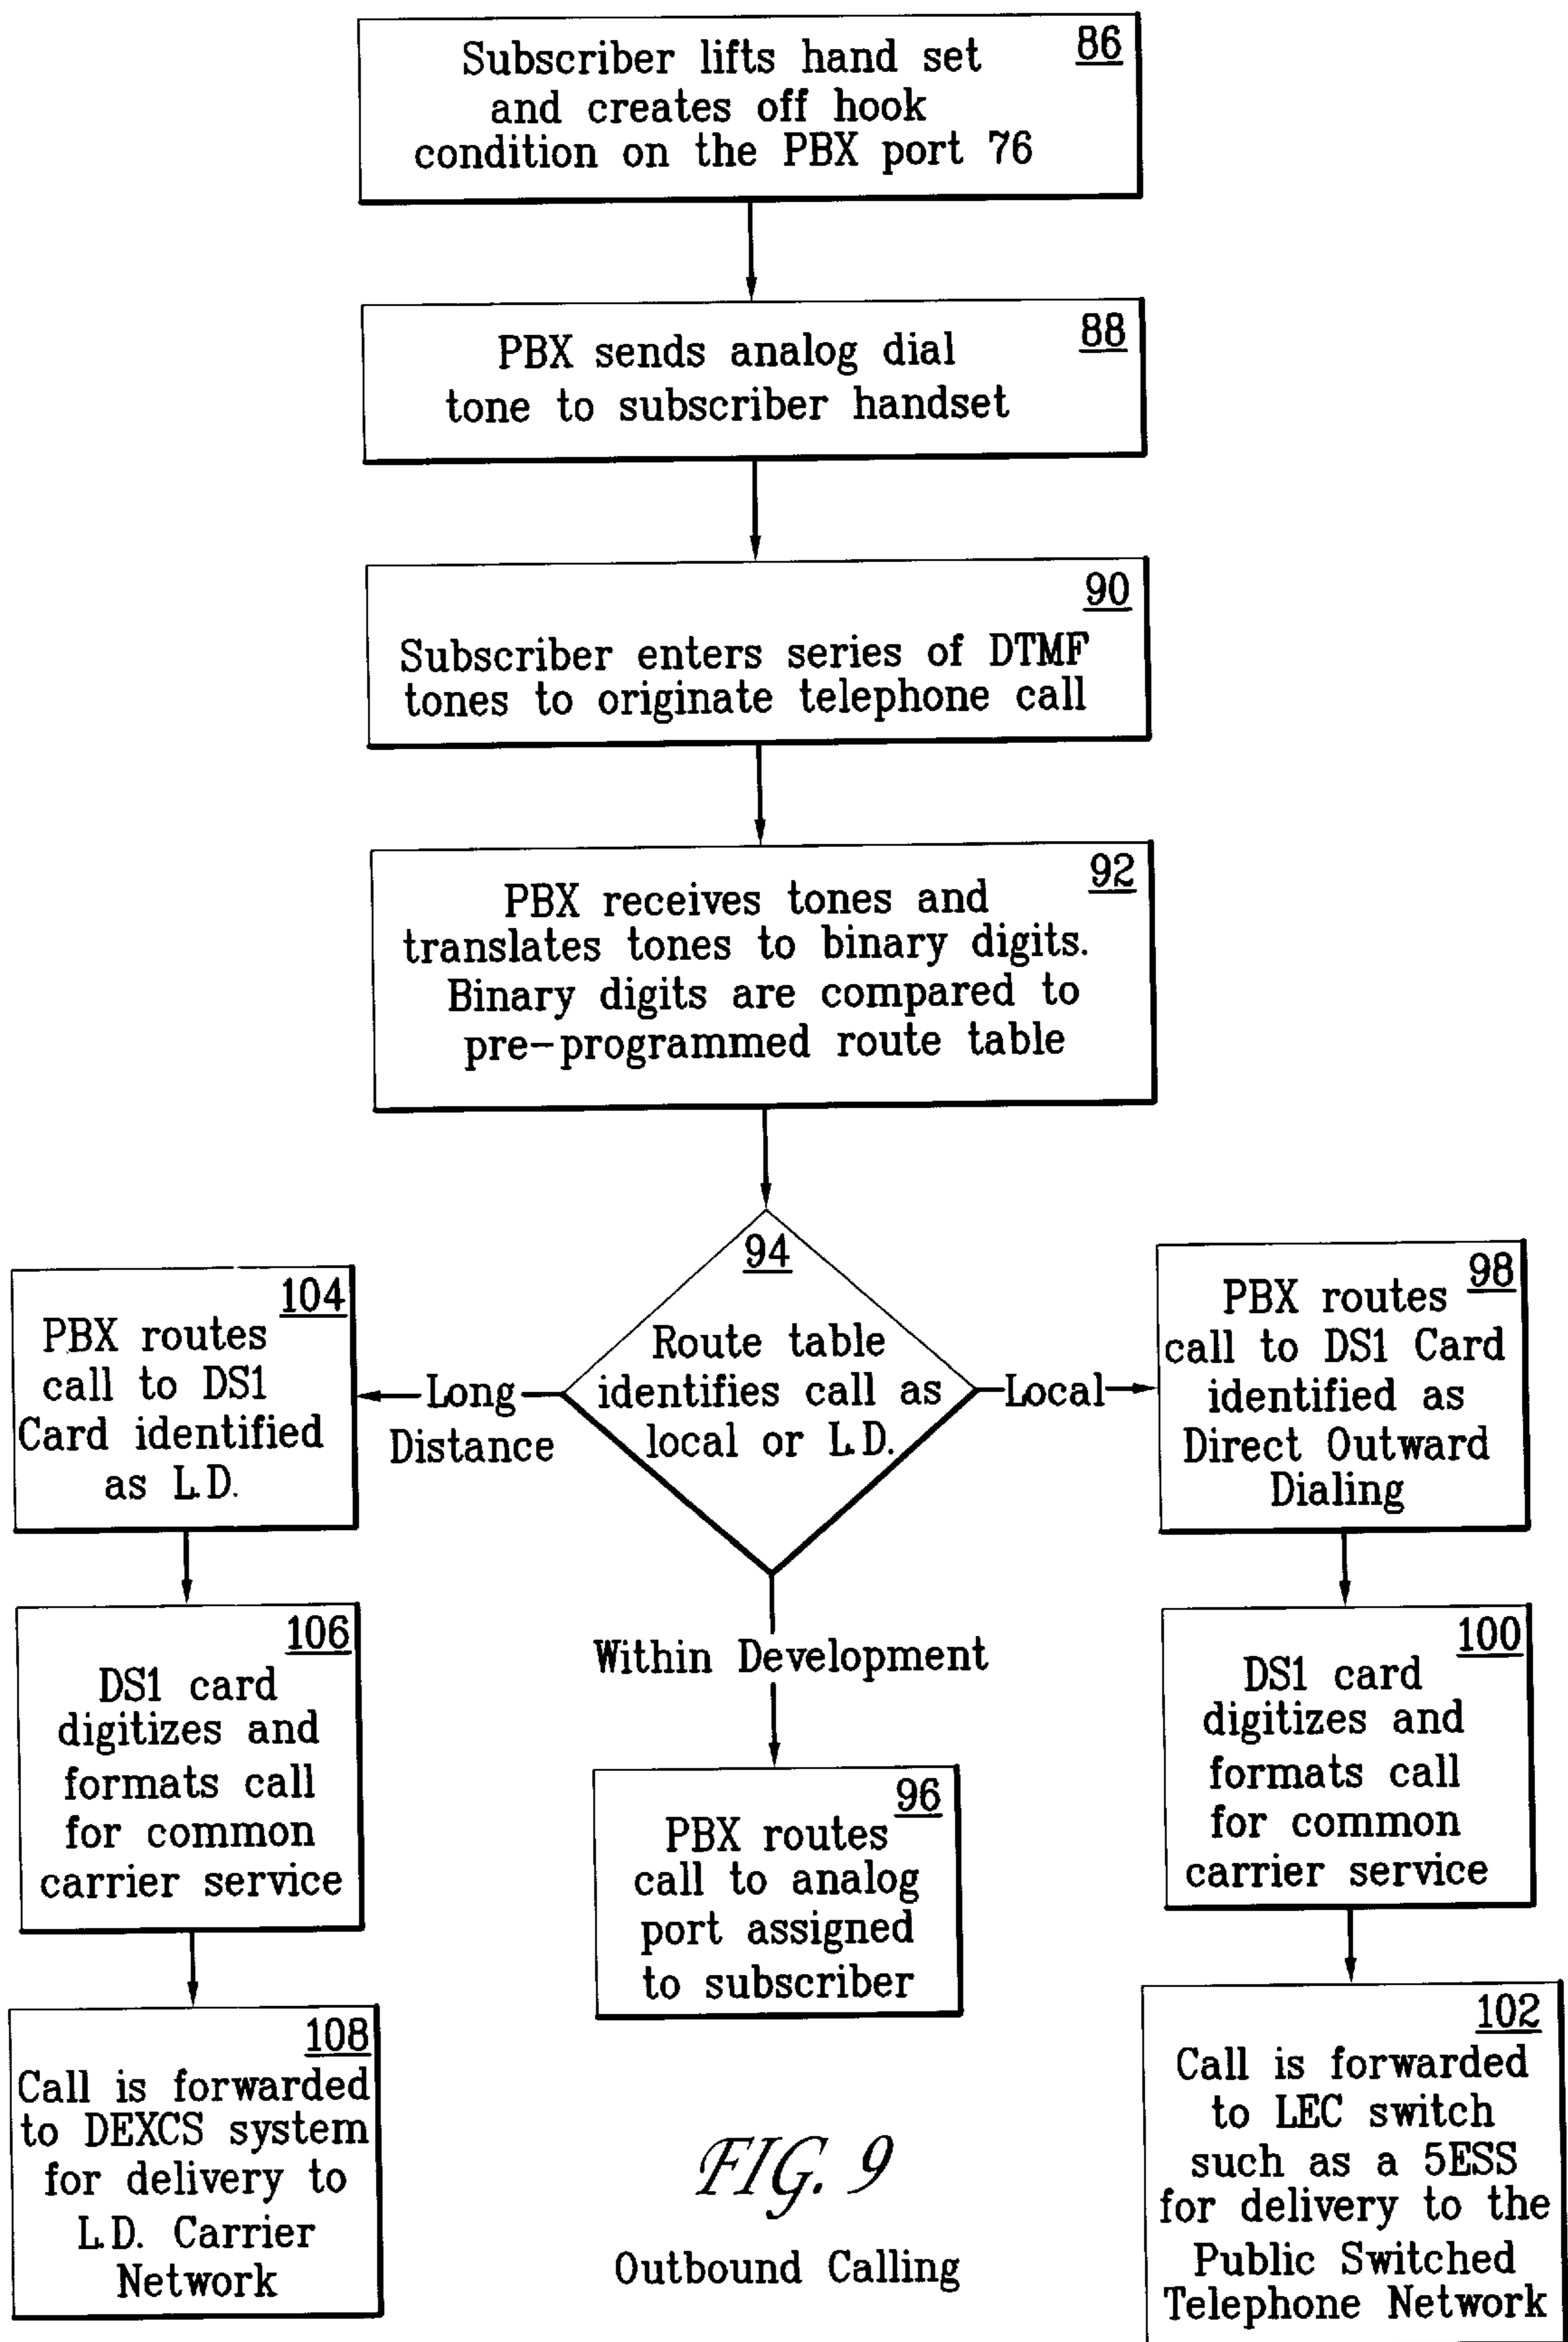 86
Subscriber lifts hand set
and creates off hook
condition on the PBX port 76
88
PBX sends analog dial
tone to subscriber handset
90
Subscriber enters series of DTMF
tones to originate telephone call
92
PBX receives tones and
translates tones to binary digits.
Binary digits are compared to
pre-programmed route table
94
Route table
identifies call as
local or L.D.
Long
Distance
104
PBX routes
call to DS1
Card identified
as L.D.
106
DS1 card
digitizes and
formats call
for common
carrier service
108
Call is forwarded
to DEXCS system
for delivery to
L.D. Carrier
Network
Within Development
96
PBX routes
call to analog
port assigned
to subscriber
Local
98
PBX routes
call to DS1 Card
identified as
Direct Outward
Dialing
100
DS1 card
digitizes and
formats call
for common
carrier service
102
Call is forwarded
to LEC switch
such as a 5ESS
for delivery to the
Public Switched
Telephone Network
FIG. 9
Outbound Calling